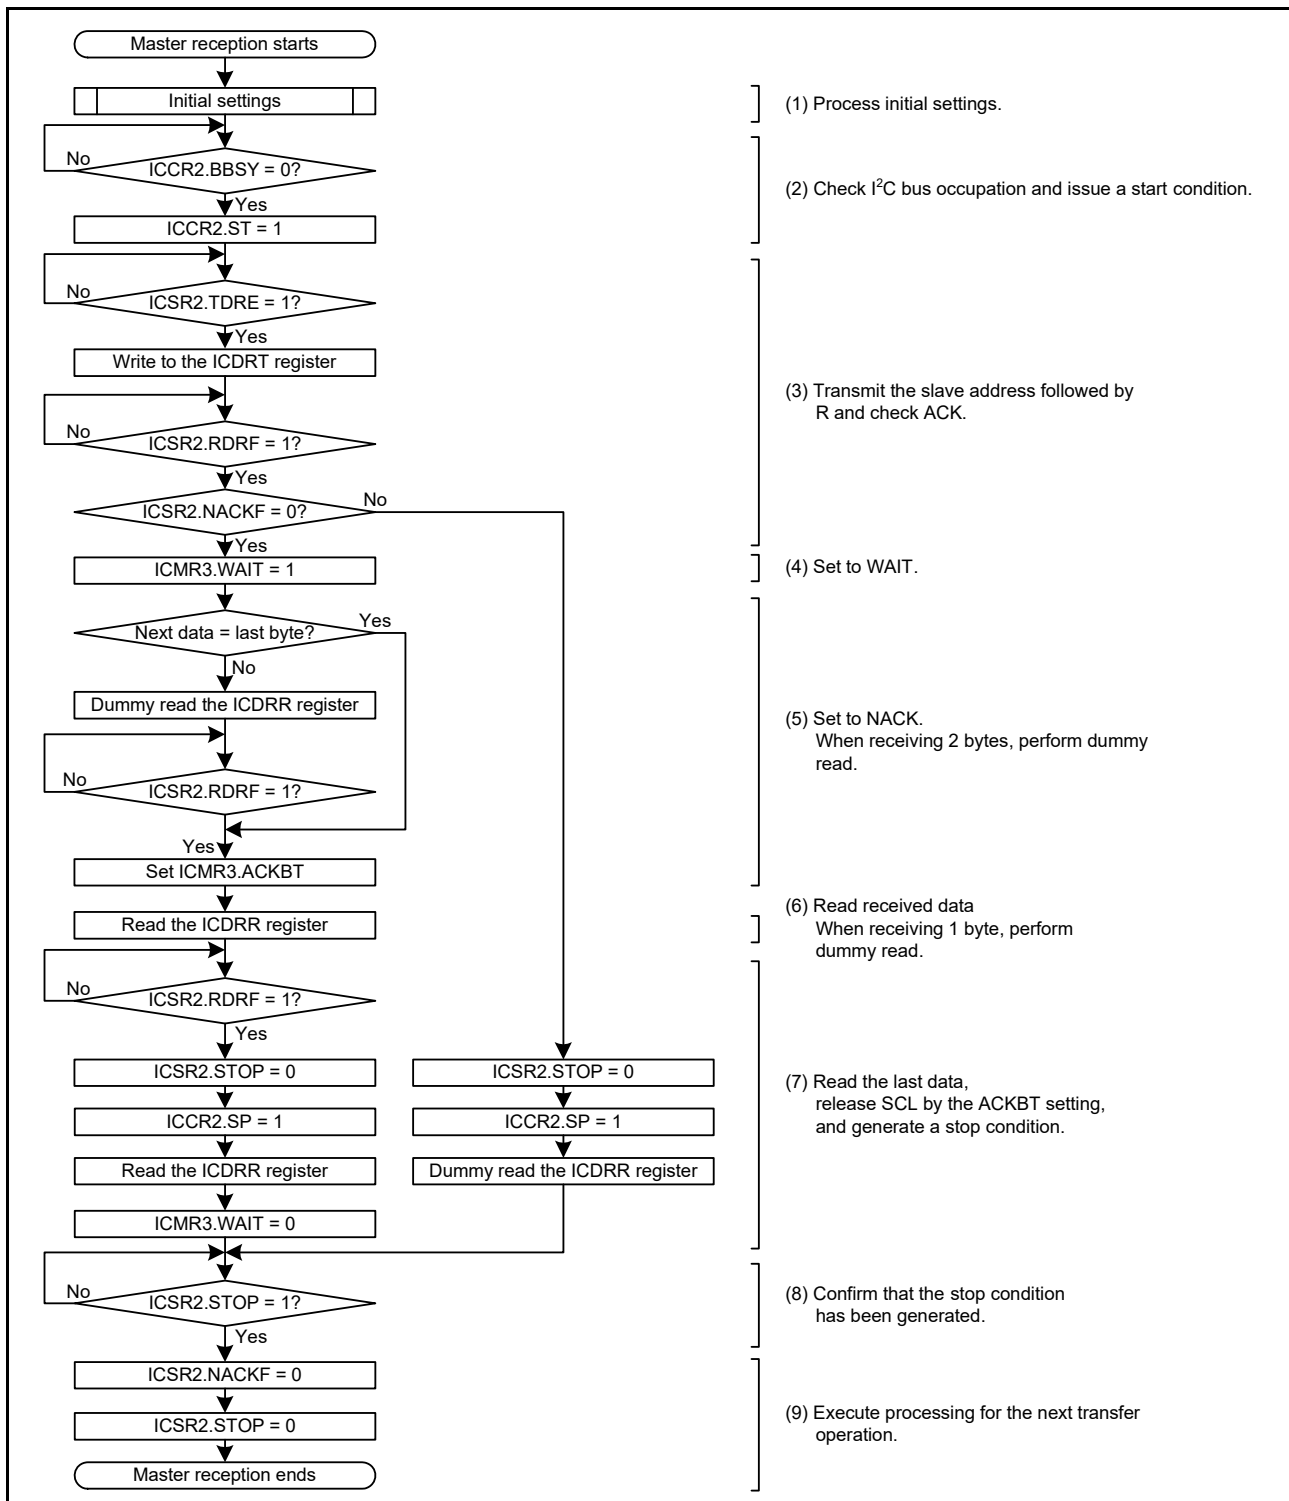 Master reception starts
Initial settings
(1) Process initial settings.
No
ICCR2.BBSY = 0?
Yes
(2) Check I²C bus occupation and issue a start condition.
ICCR2.ST = 1
No
ICSR2.TDRE = 1?
Yes
Write to the ICDRT register
(3) Transmit the slave address followed by
R and check ACK.
No
ICSR2.RDRF = 1?
Yes
ICSR2.NACKF = 0?
No
Yes
ICMR3.WAIT = 1
(4) Set to WAIT.
Next data = last byte?
Yes
No
Dummy read the ICDRR register
(5) Set to NACK.
When receiving 2 bytes, perform dummy
read.
No
ICSR2.RDRF = 1?
Yes
Set ICMR3.ACKBT
Read the ICDRR register
(6) Read received data
When receiving 1 byte, perform
dummy read.
No
ICSR2.RDRF = 1?
Yes
ICSR2.STOP = 0
ICCR2.SP = 1
Read the ICDRR register
ICMR3.WAIT = 0
ICSR2.STOP = 0
ICCR2.SP = 1
Dummy read the ICDRR register
(7) Read the last data,
release SCL by the ACKBT setting,
and generate a stop condition.
No
ICSR2.STOP = 1?
Yes
(8) Confirm that the stop condition
has been generated.
ICSR2.NACKF = 0
ICSR2.STOP = 0
(9) Execute processing for the next transfer
operation.
Master reception ends